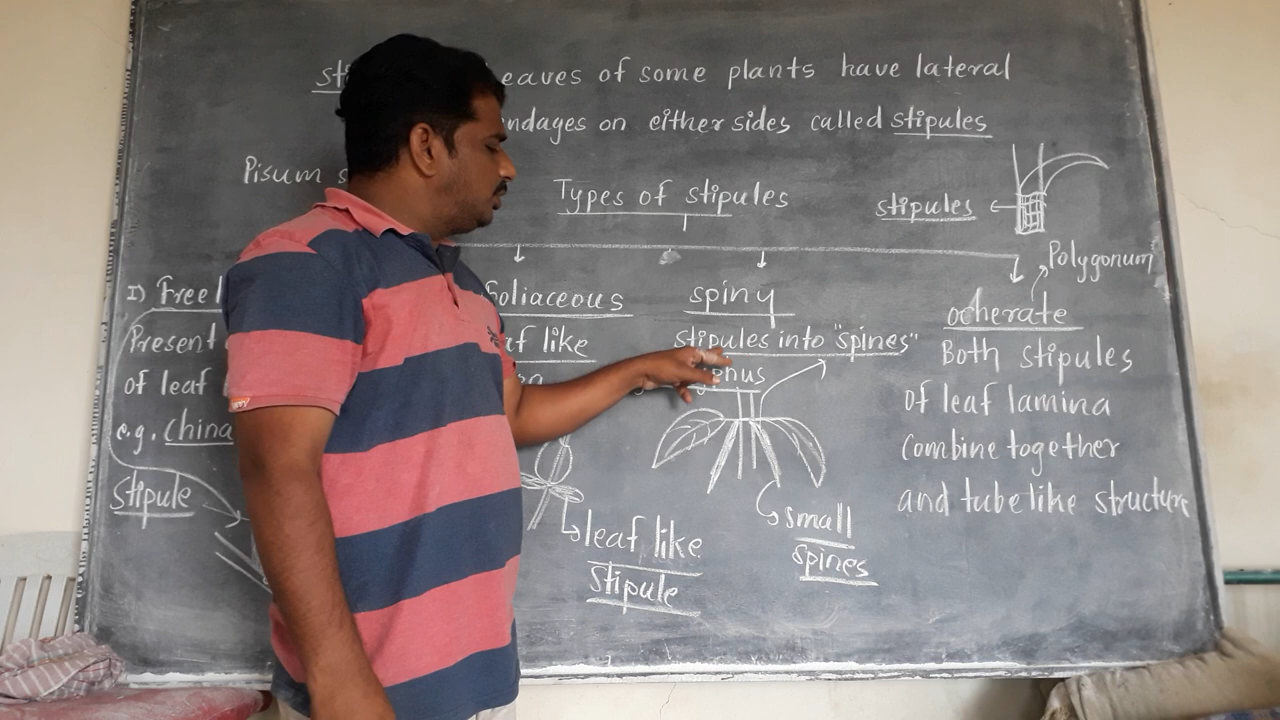 eaves of some plants have lateral
ndages on either sides called stipules
Pisum s
Types of stipules
stipules
Polygonum
I) Free l
Present
of leaf
e.g. China
stipule
foliaceous
af like
leaf like
stipule
spiny
stipules into "spines"
small
spines
ocherate
Both stipules
of leaf lamina
combine together
and tube like structure